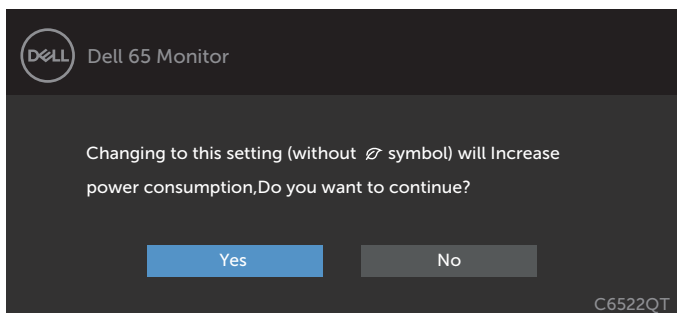 DELL
Dell 65 Monitor
Changing to this setting (without symbol) will Increase
power consumption,Do you want to continue?
Yes
No
C6522QT